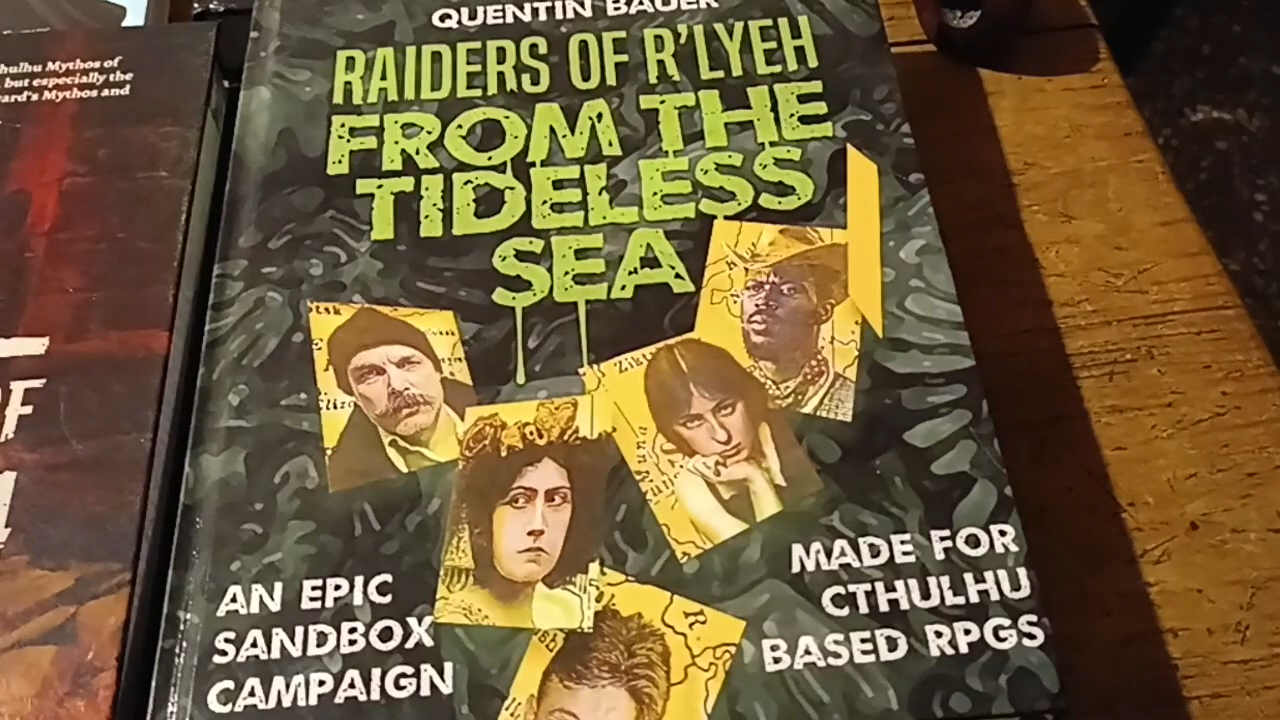 hulhu Mythos of
but especially the
ard's Mythos and
QUENTIN BAUER
RAIDERS OF R'LYEH
FROM THE
TIDELESS
SEA
AN EPIC
SANDBOX
CAMPAIGN
MADE FOR
CTHULHU
BASED RPGS